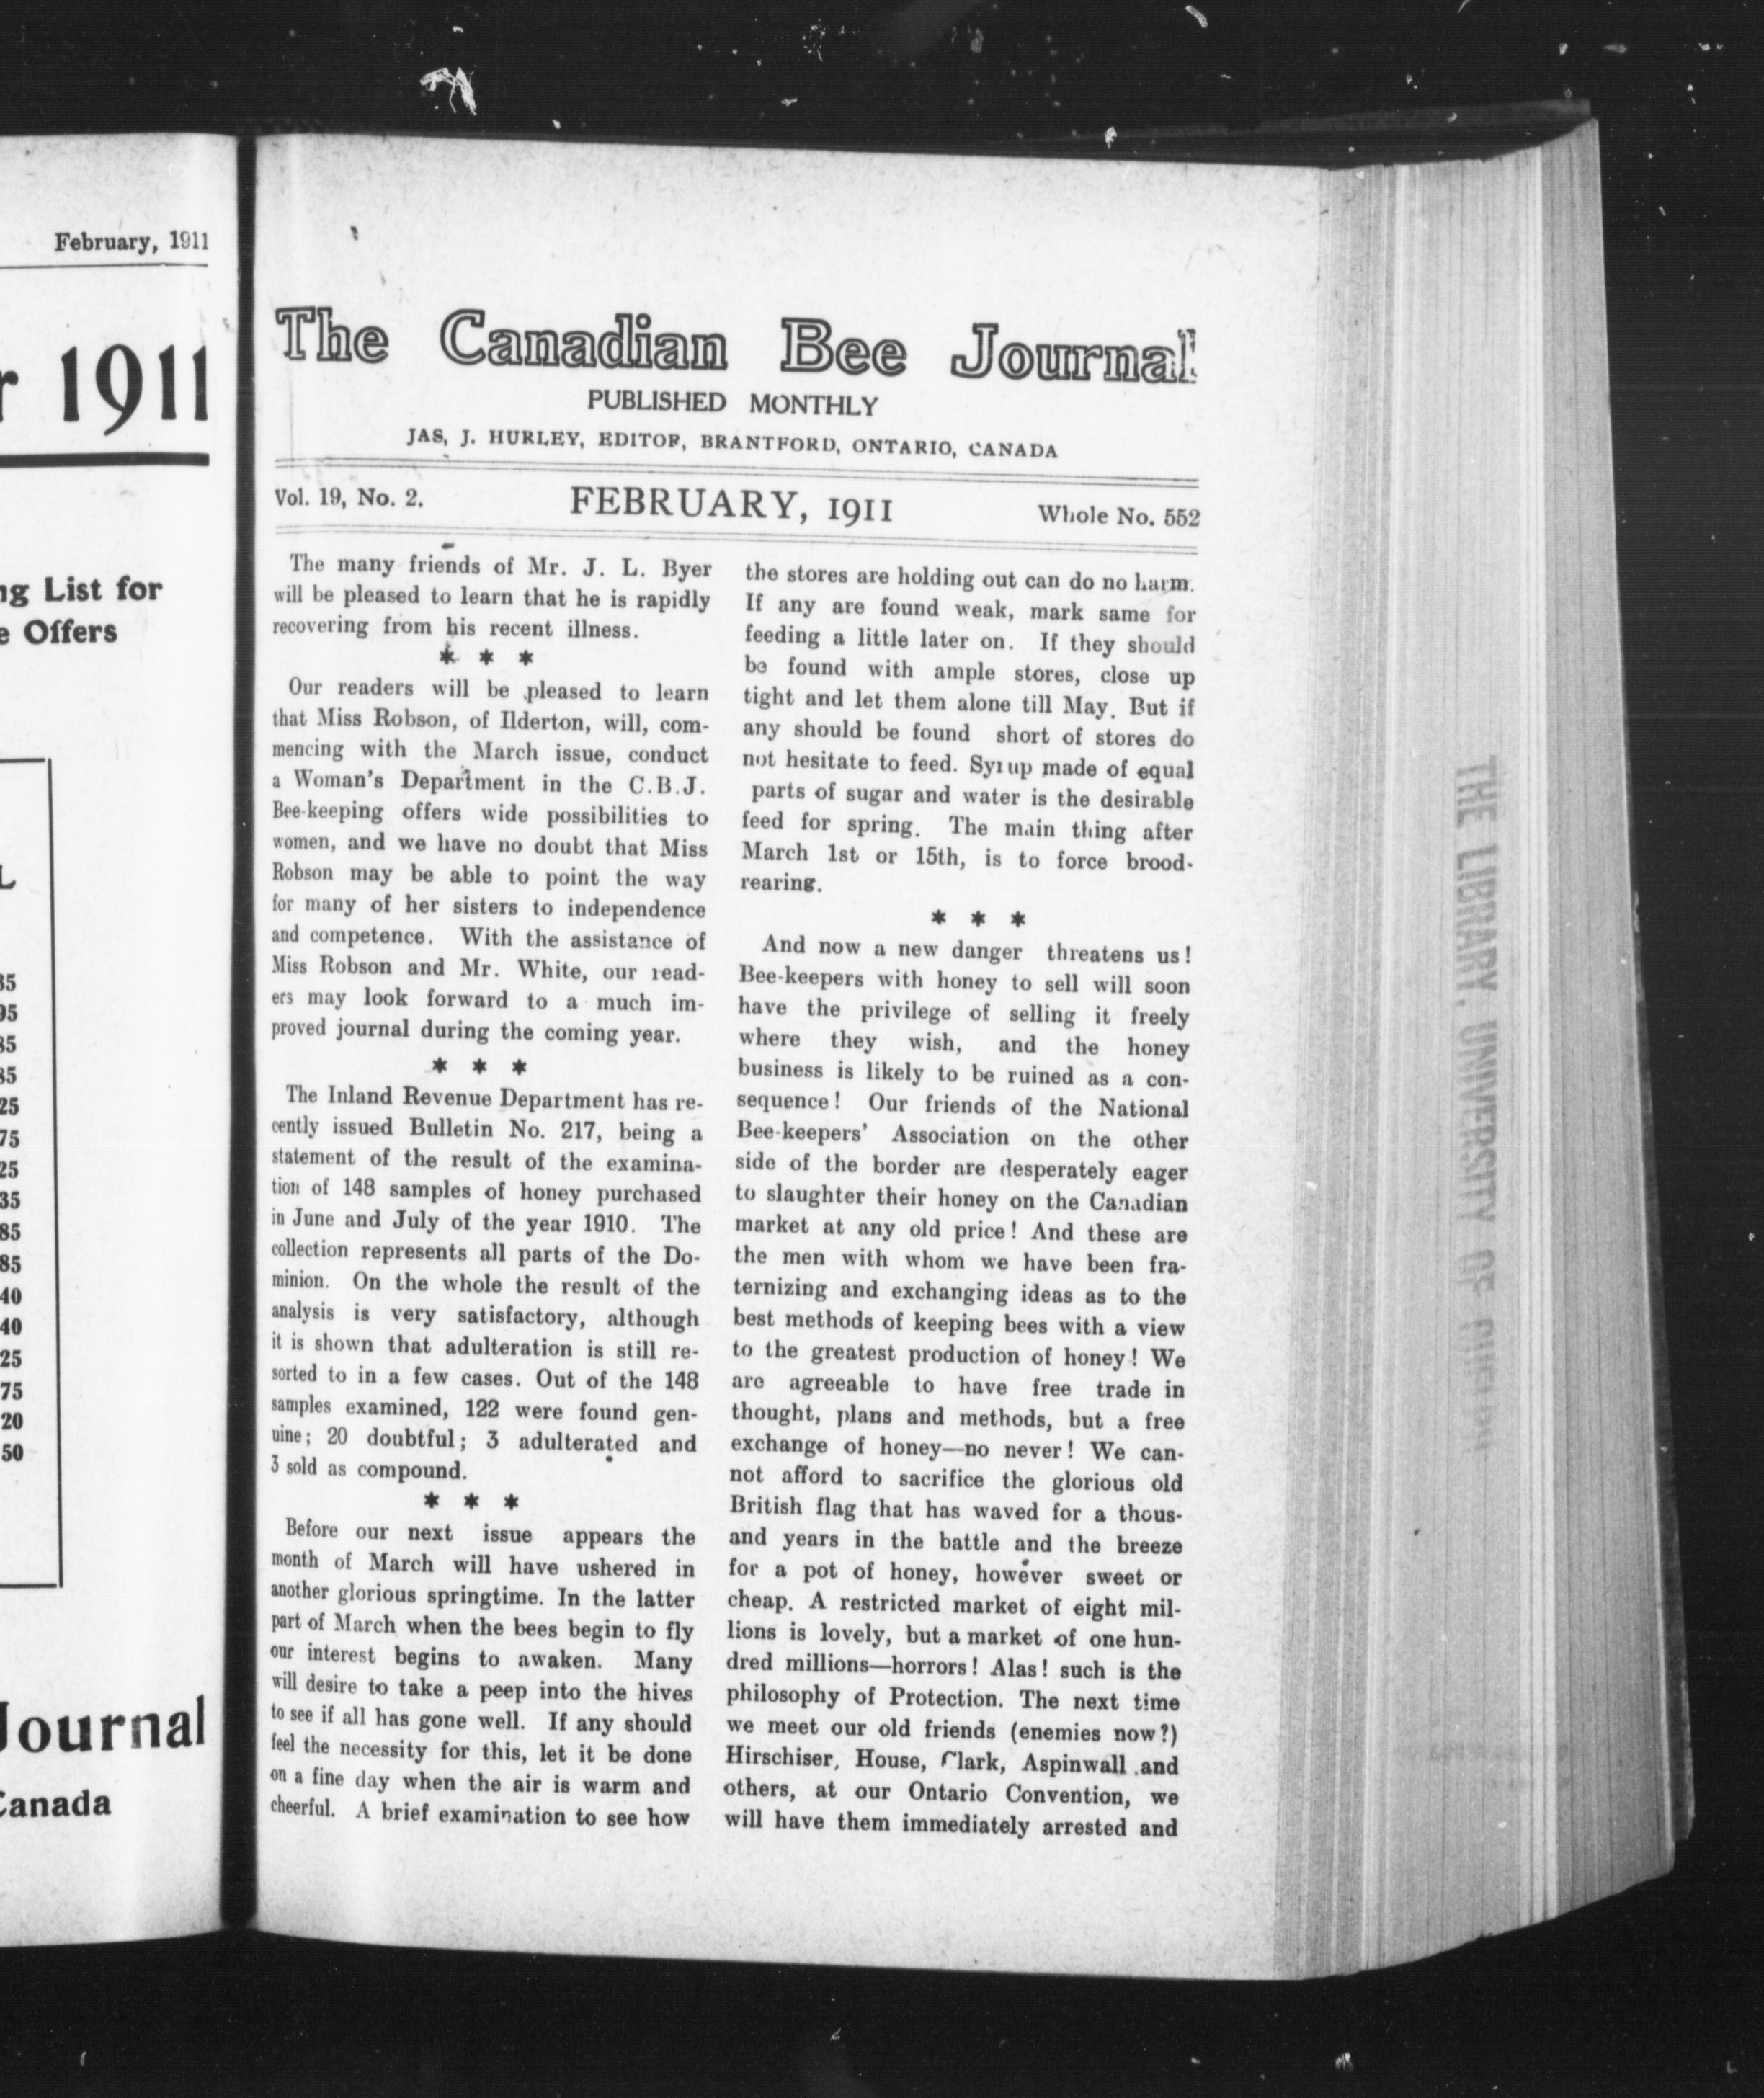 February, 1911
1911
List for
Offers
35
95
85
35
25
75
25
35
85
85
40
40
25
75
20
50
Journal
Canada
The Canadian Bee Journal
PUBLISHED MONTHLY
JAS, J. HURLEY, EDITOR, BRANTFORD, ONTARIO, CANADA
Vol. 19, No. 2.
FEBRUARY, 1911
Whole No. 552
The many friends of Mr. J. L. Byer
will be pleased to learn that he is rapidly
recovering from his recent illness.
* * *
Our readers will be pleased to learn
that Miss Robson, of Ilderton, will, com-
mencing with the March issue, conduct
a Woman's Department in the C.B.J.
Bee-keeping offers wide possibilities to
women, and we have no doubt that Miss
Robson may be able to point the way
for many of her sisters to independence
and competence. With the assistance of
Miss Robson and Mr. White, our read-
ers may look forward to a much im-
proved journal during the coming year.
* * *
The Inland Revenue Department has re-
cently issued Bulletin No. 217, being a
statement of the result of the examina-
tion of 148 samples of honey purchased
in June and July of the year 1910. The
collection represents all parts of the Do-
minion. On the whole the result of the
analysis is very satisfactory, although
it is shown that adulteration is still re-
sorted to in a few cases. Out of the 148
samples examined, 122 were found gen-
uine; 20 doubtful; 3 adulterated and
3 sold as compound.
* * *
Before our next issue appears the
month of March will have ushered in
another glorious springtime. In the latter
part of March when the bees begin to fly
our interest begins to awaken. Many
will desire to take a peep into the hives
to see if all has gone well. If any should
feel the necessity for this, let it be done
on a fine day when the air is warm and
cheerful. A brief examination to see how
the stores are holding out can do no harm.
If any are found weak, mark same for
feeding a little later on. If they should
be found with ample stores, close up
tight and let them alone till May. But if
any should be found short of stores do
not hesitate to feed. Syrup made of equal
parts of sugar and water is the desirable
feed for spring. The main thing after
March 1st or 15th, is to force brood-
rearing.
* * *
And now a new danger threatens us!
Bee-keepers with honey to sell will soon
have the privilege of selling it freely
where they wish, and the honey
business is likely to be ruined as a con-
sequence! Our friends of the National
Bee-keepers' Association on the other
side of the border are desperately eager
to slaughter their honey on the Canadian
market at any old price! And these are
the men with whom we have been fra-
ternizing and exchanging ideas as to the
best methods of keeping bees with a view
to the greatest production of honey! We
are agreeable to have free trade in
thought, plans and methods, but a free
exchange of honey—no never! We can-
not afford to sacrifice the glorious old
British flag that has waved for a thous-
and years in the battle and the breeze
for a pot of honey, however sweet or
cheap. A restricted market of eight mil-
lions is lovely, but a market of one hun-
dred millions—horrors! Alas! such is the
philosophy of Protection. The next time
we meet our old friends (enemies now?)
Hirschiser, House, Clark, Aspinwall and
others, at our Ontario Convention, we
will have them immediately arrested and
THE LIBRARY, UNIVERSITY OF